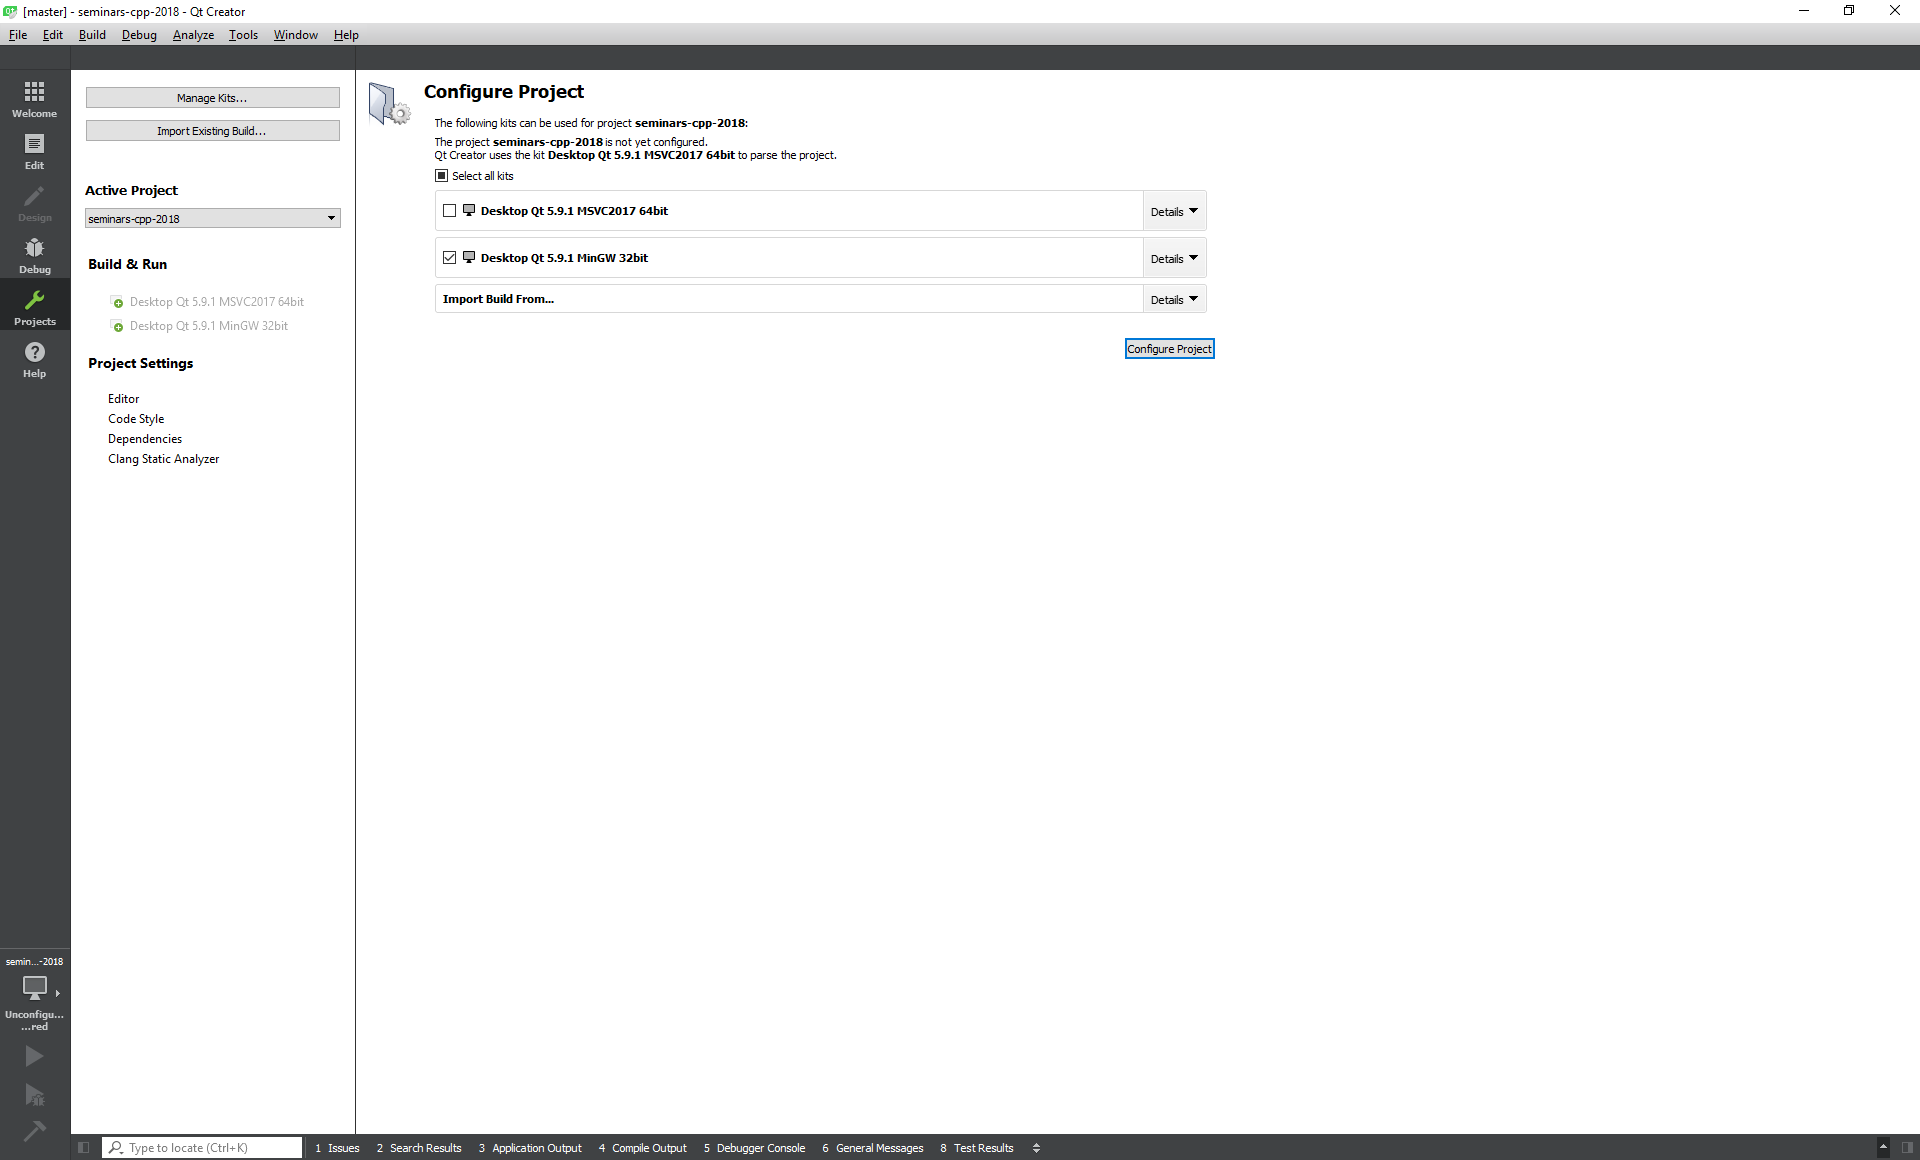 [master] - seminars-cpp-2018 - Qt Creator
File Edit Build Debug Analyze Tools Window Help
Welcome
Edit
Design
Debug
Projects
Help
Manage Kits...
Import Existing Build...
Active Project
seminars-cpp-2018
Build & Run
Desktop Qt 5.9.1 MSVC2017 64bit
Desktop Qt 5.9.1 MinGW 32bit
Project Settings
Editor
Code Style
Dependencies
Clang Static Analyzer
Configure Project
The following kits can be used for project seminars-cpp-2018:
The project seminars-cpp-2018 is not yet configured.
Qt Creator uses the kit Desktop Qt 5.9.1 MSVC2017 64bit to parse the project.
Select all kits
Desktop Qt 5.9.1 MSVC2017 64bit Details
Desktop Qt 5.9.1 MinGW 32bit Details
Import Build From... Details
Configure Project
semin...-2018
Unconfigu...
...red
Type to locate (Ctrl+K) 1 Issues 2 Search Results 3 Application Output 4 Compile Output 5 Debugger Console 6 General Messages 8 Test Results